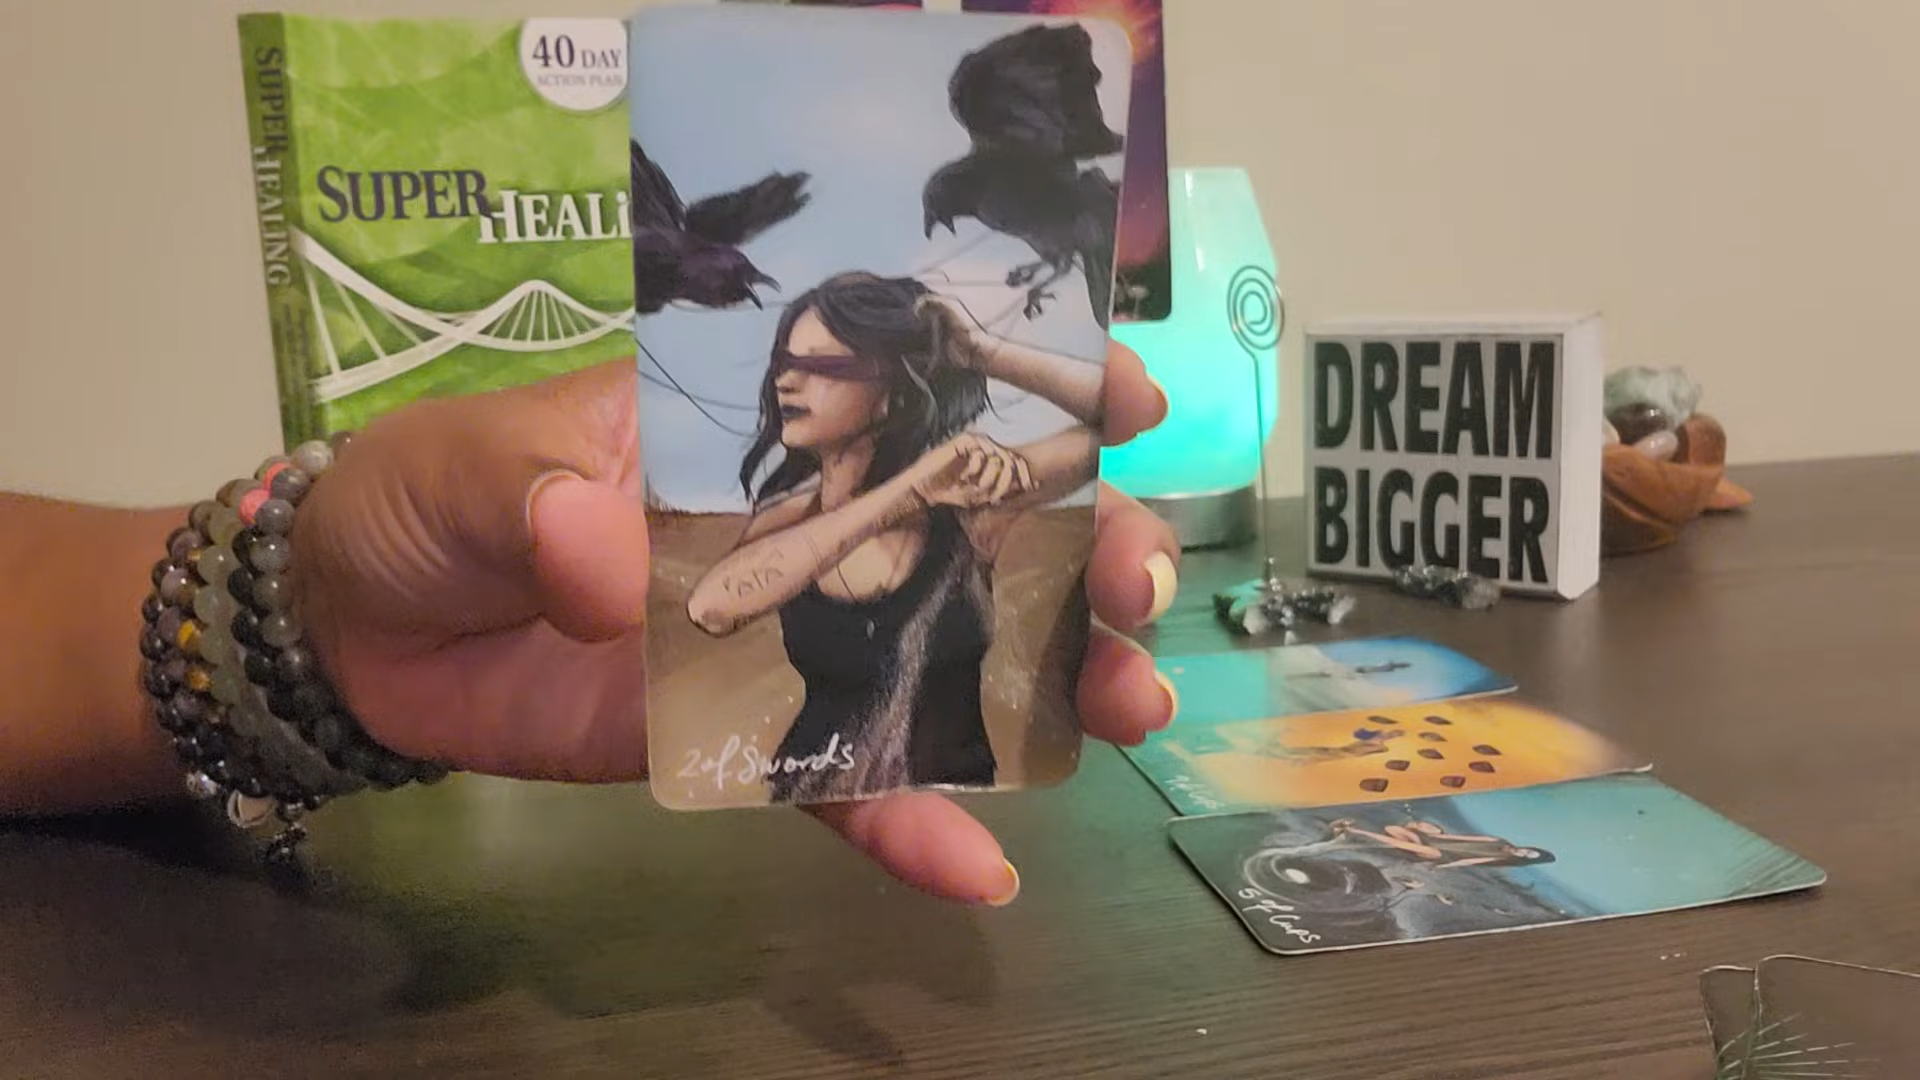 SUPER HEALING
40 DAY
ACTION PLAN
SUPER
HEALi
2 of Swords
DREAM
BIGGER
5 of Cups